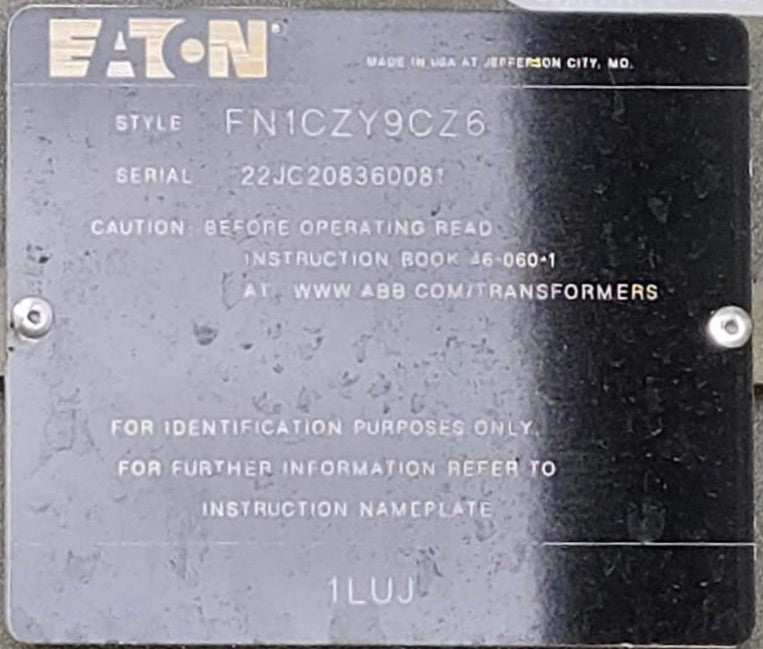 EATON®
MADE IN USA AT JEFFERSON CITY, MO.
STYLE FN1CZY9CZ6
SERIAL 22JC208360081
CAUTION: BEFORE OPERATING READ
INSTRUCTION BOOK 46-060-1
AT WWW.ABB.COM/TRANSFORMERS
FOR IDENTIFICATION PURPOSES ONLY.
FOR FURTHER INFORMATION REFER TO
INSTRUCTION NAMEPLATE
1LUJ